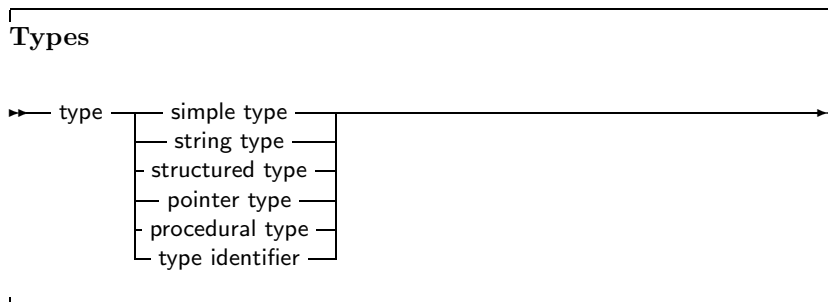 Types
type simple type
string type
structured type
pointer type
procedural type
type identifier